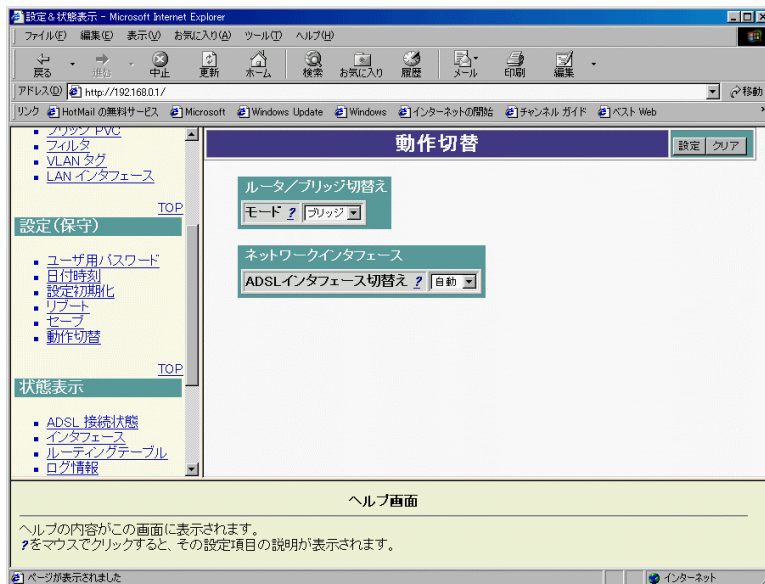 設定＆状態表示 - Microsoft Internet Explorer
ファイル(F) 編集(E) 表示(V) お気に入り(A) ツール(T) ヘルプ(H)
戻る 進む 中止 更新 ホーム 検索 お気に入り 履歴 メール 印刷 編集
アドレス(D) http://192.168.0.1/ 移動
リンク HotMail の無料サービス Microsoft Windows Update Windows インターネットの開始 チャンネル ガイド ベスト Web
ブリッジ PVC
フィルタ
VLAN タグ
LAN インタフェース
TOP
設定(保守)
ユーザ用パスワード
日付時刻
設定初期化
リブート
セーブ
動作切替
TOP
状態表示
ADSL 接続状態
インタフェース
ルーティングテーブル
ログ情報
動作切替
設定 クリア
ルータ／ブリッジ切替え
モード ? ブリッジ
ネットワークインタフェース
ADSLインタフェース切替え ? 自動
ヘルプ画面
ヘルプの内容がこの画面に表示されます。
?をマウスでクリックすると、その設定項目の説明が表示されます。
ページが表示されました インターネット